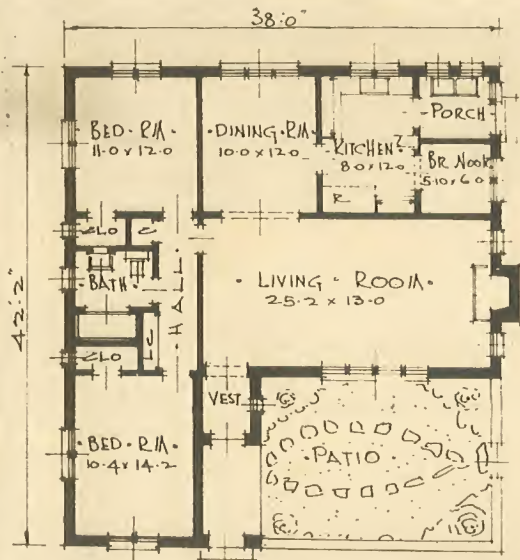 38'·0"
42'·2"
BED·RM·
11·0 x 12·0
DINING·RM·
10·0 x 12·0
KITCHEN
8·0 x 12·0
PORCH
BR. NOOK
5·10 x 6·0
R
CLO
C
BATH
HALL
LIVING · ROOM
25·2 x 13·0
CLO
L C
BED·RM·
10·4 x 14·2
VEST
PATIO